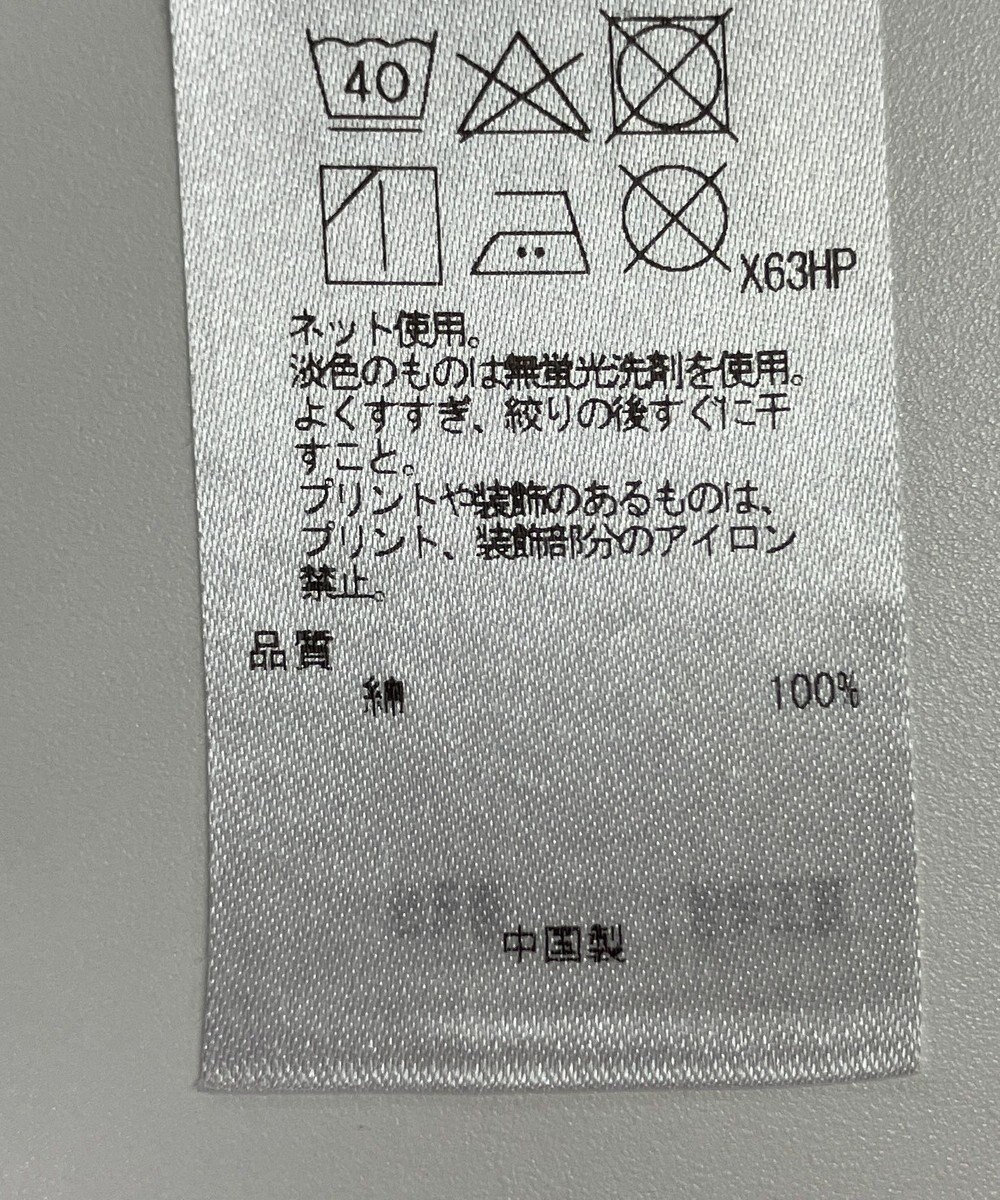 40
X63HP
ネット使用。
淡色のものは無蛍光洗剤を使用。
よくすすぎ、絞りの後すぐに干
すこと。
プリントや装飾のあるものは、
プリント、装飾部分のアイロン
禁止。
品質
綿 100%
中国製